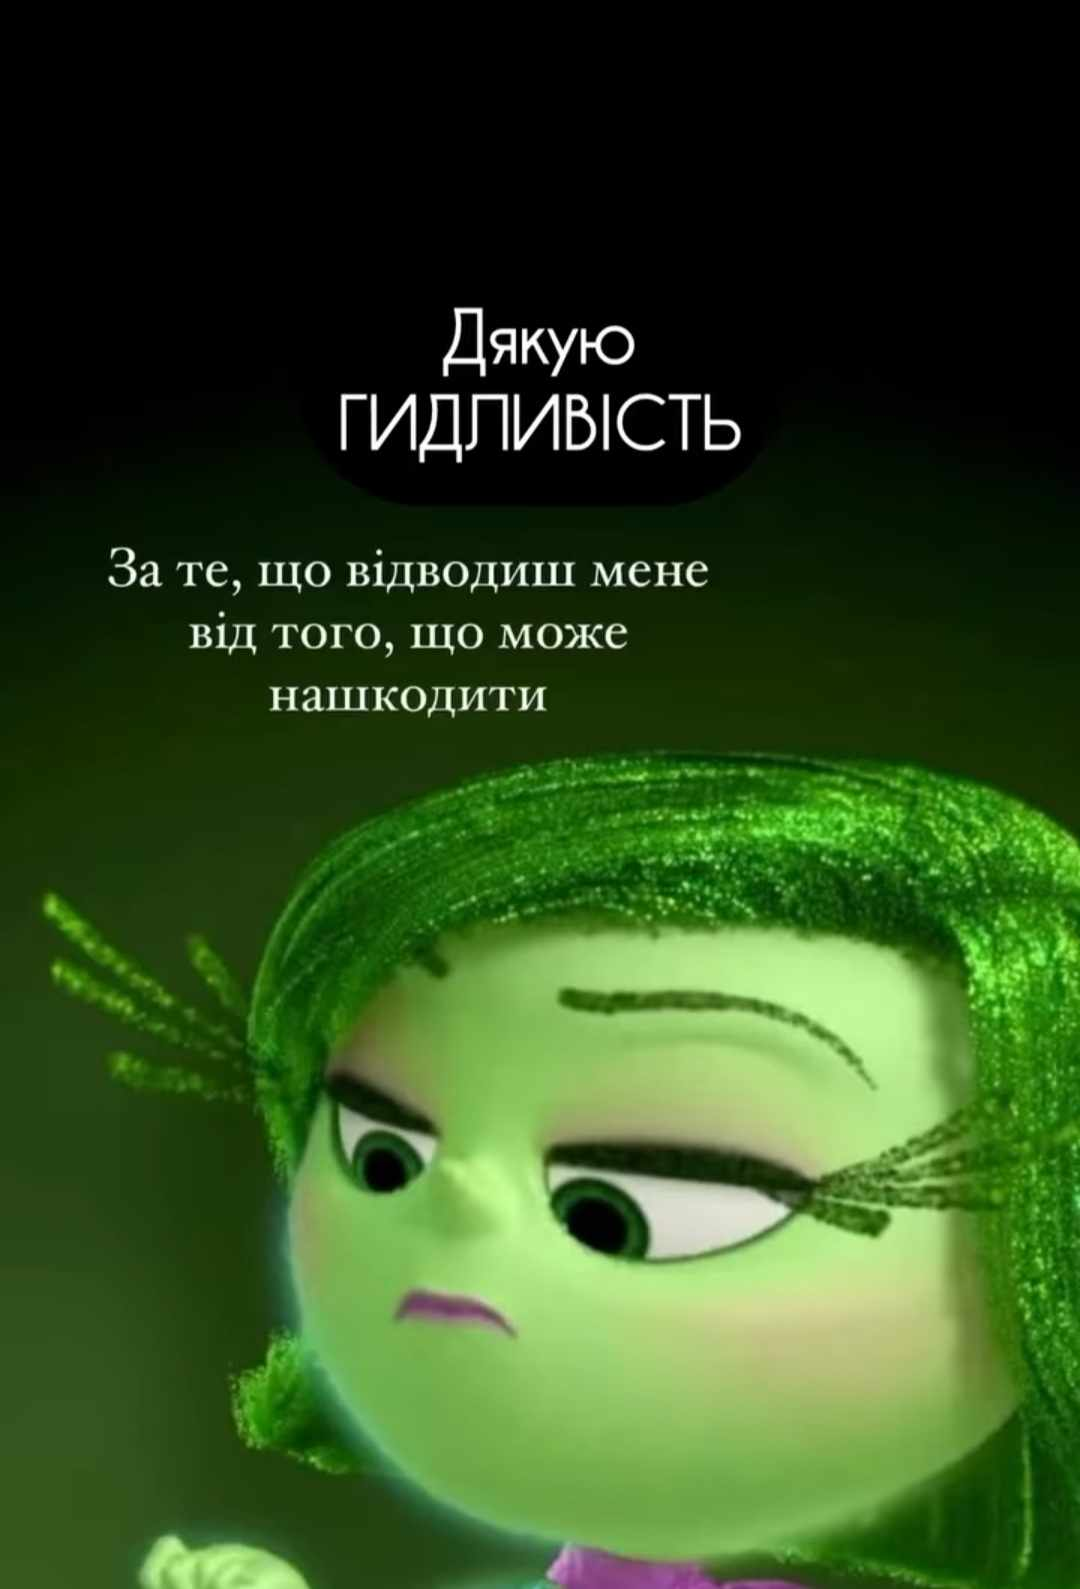 Дякую
ГИДЛИВІСТЬ
За те, що відводиш мене
від того, що може
нашкодити